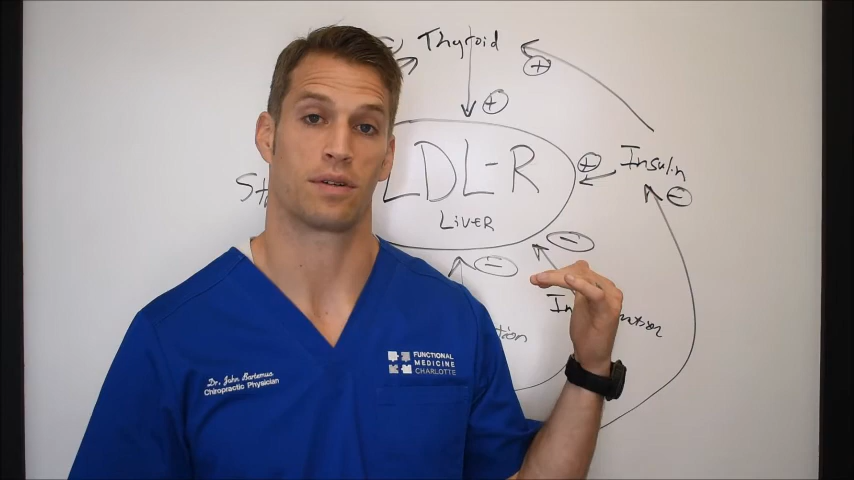 Thyroid
+
+
LDL-R
Liver
+
Insulin
-
-
-
Dr. John Bartemus
Chiropractic Physician
FUNCTIONAL
MEDICINE
CHARLOTTE